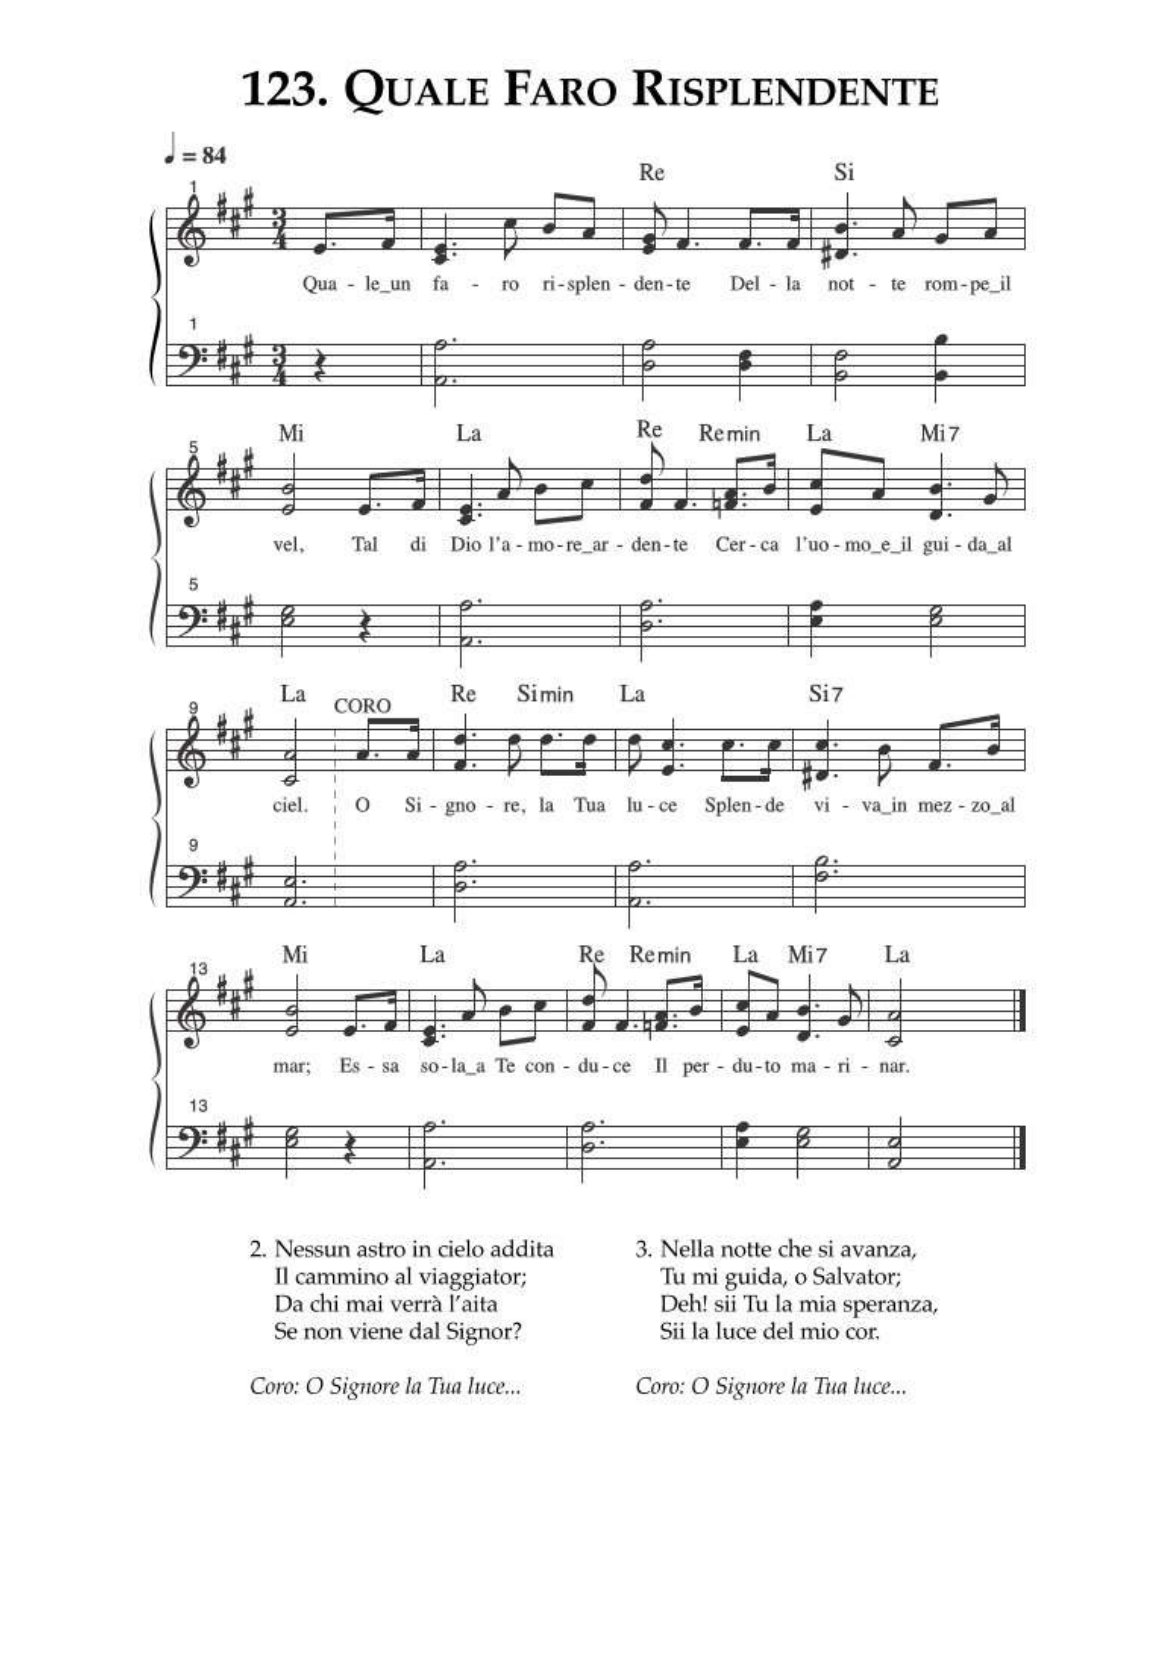 123. QUALE FARO RISPLENDENTE
= 84
Re Si
1
3 4
Qua - le_un fa - ro ri - splen - den - te Del - la not - te rom - pe_il
1
3 4
Mi La Re Remin La Mi7
5
vel, Tal di Dio l'a - mo - re_ar - den - te Cer - ca l'uo - mo_e_il gui - da_al
5
La CORO Re Simin La Si7
9
ciel. O Si - gno - re, la Tua lu - ce Splen - de vi - va_in mez - zo_al
9
Mi La Re Remin La Mi7 La
13
mar; Es - sa so - la_a Te con - du - ce Il per - du - to ma - ri - nar.
13
2. Nessun astro in cielo addita
Il cammino al viaggiator;
Da chi mai verrà l'aita
Se non viene dal Signor?
Coro: O Signore la Tua luce...
3. Nella notte che si avanza,
Tu mi guida, o Salvator;
Deh! sii Tu la mia speranza,
Sii la luce del mio cor.
Coro: O Signore la Tua luce...